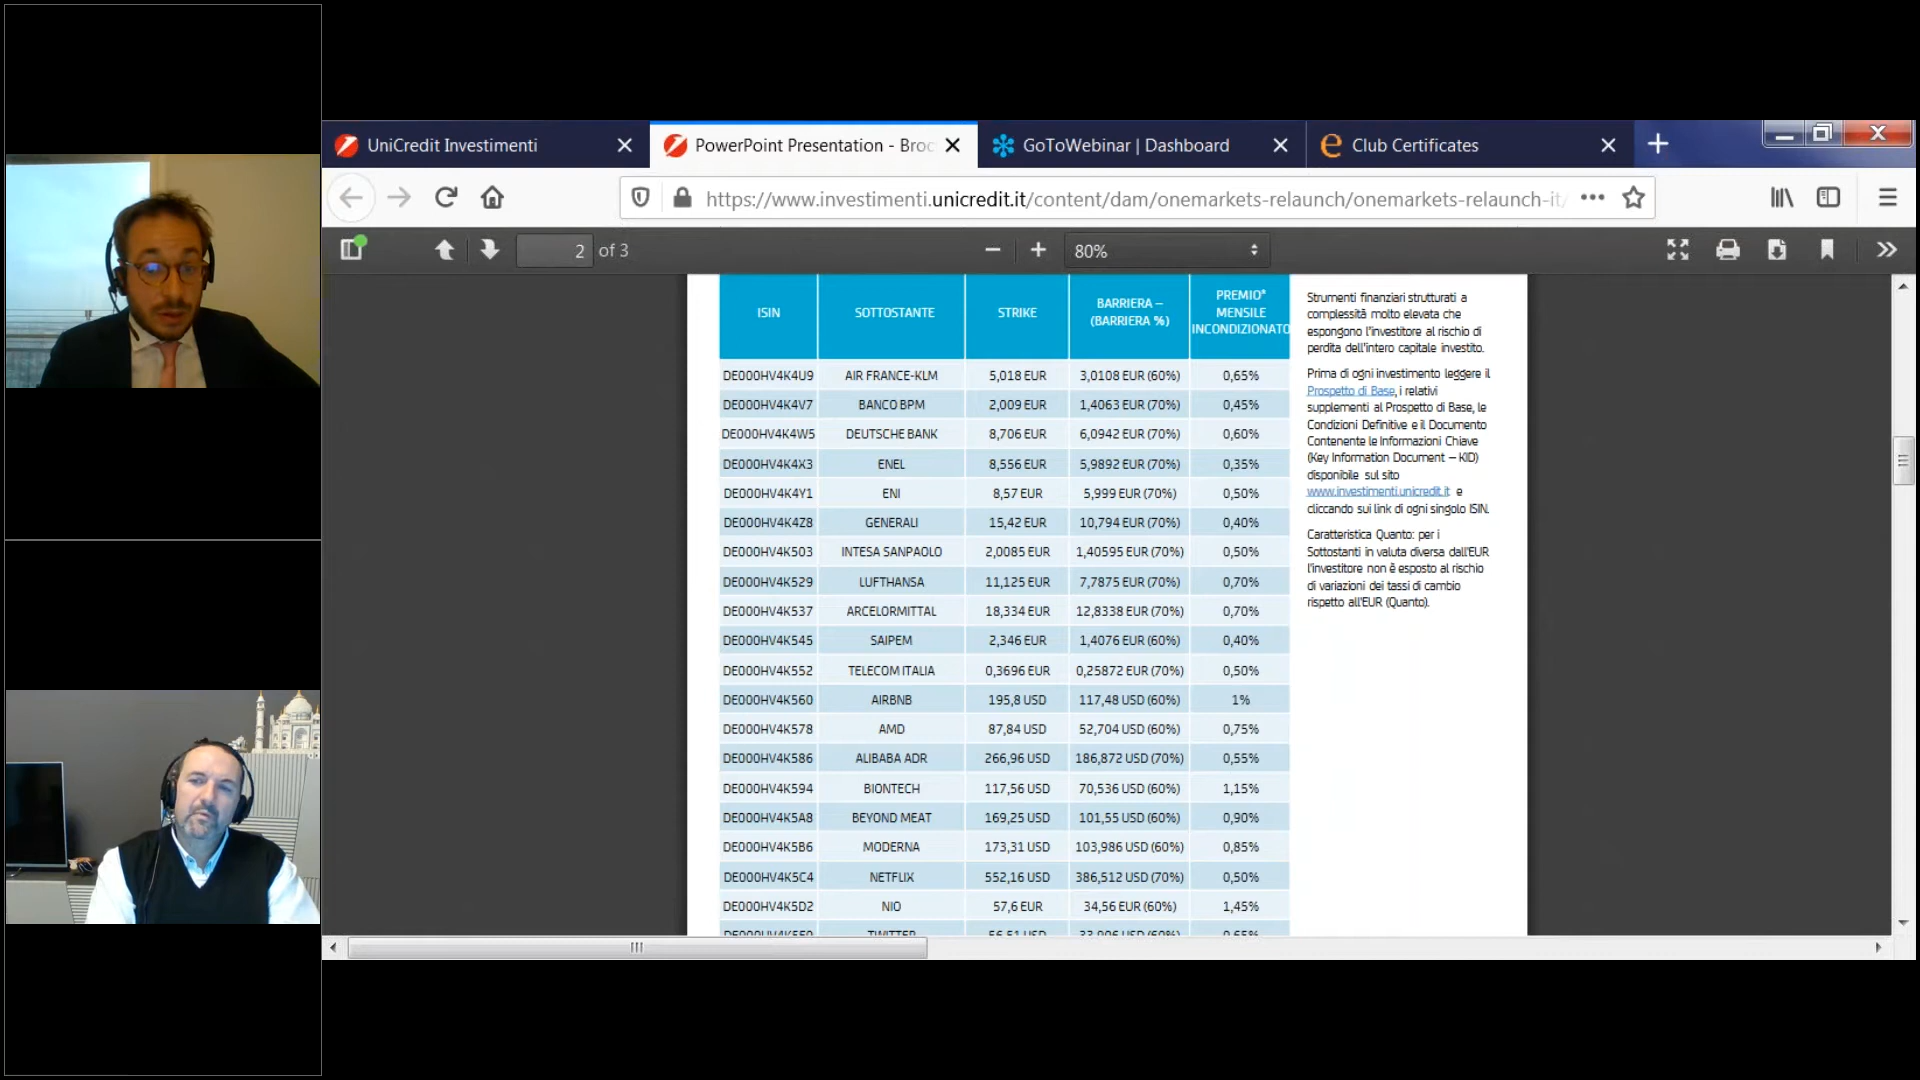 UniCredit Investimenti
PowerPoint Presentation - Broc
GoToWebinar | Dashboard
Club Certificates
https://www.investimenti.unicredit.it/content/dam/onemarkets-relaunch/onemarkets-relaunch-it/
2 of 3
80%
ISIN SOTTOSTANTE STRIKE BARRIERA – (BARRIERA %) PREMIO* MENSILE INCONDIZIONATO
DE000HV4K4U9 AIR FRANCE-KLM 5,018 EUR 3,0108 EUR (60%) 0,65%
DE000HV4K4V7 BANCO BPM 2,009 EUR 1,4063 EUR (70%) 0,45%
DE000HV4K4W5 DEUTSCHE BANK 8,706 EUR 6,0942 EUR (70%) 0,60%
DE000HV4K4X3 ENEL 8,556 EUR 5,9892 EUR (70%) 0,35%
DE000HV4K4Y1 ENI 8,57 EUR 5,999 EUR (70%) 0,50%
DE000HV4K4Z8 GENERALI 15,42 EUR 10,794 EUR (70%) 0,40%
DE000HV4K503 INTESA SANPAOLO 2,0085 EUR 1,40595 EUR (70%) 0,50%
DE000HV4K529 LUFTHANSA 11,125 EUR 7,7875 EUR (70%) 0,70%
DE000HV4K537 ARCELORMITTAL 18,334 EUR 12,8338 EUR (70%) 0,70%
DE000HV4K545 SAIPEM 2,346 EUR 1,4076 EUR (60%) 0,40%
DE000HV4K552 TELECOM ITALIA 0,3696 EUR 0,25872 EUR (70%) 0,50%
DE000HV4K560 AIRBNB 195,8 USD 117,48 USD (60%) 1%
DE000HV4K578 AMD 87,84 USD 52,704 USD (60%) 0,75%
DE000HV4K586 ALIBABA ADR 266,96 USD 186,872 USD (70%) 0,55%
DE000HV4K594 BIONTECH 117,56 USD 70,536 USD (60%) 1,15%
DE000HV4K5A8 BEYOND MEAT 169,25 USD 101,55 USD (60%) 0,90%
DE000HV4K5B6 MODERNA 173,31 USD 103,986 USD (60%) 0,85%
DE000HV4K5C4 NETFLIX 552,16 USD 386,512 USD (70%) 0,50%
DE000HV4K5D2 NIO 57,6 EUR 34,56 EUR (60%) 1,45%
TWITTER
Strumenti finanziari strutturati a
complessità molto elevata che
espongono l'investitore al rischio di
perdita dell'intero capitale investito.
Prima di ogni investimento leggere il
Prospetto di Base, i relativi
supplementi al Prospetto di Base, le
Condizioni Definitive e il Documento
Contenente le Informazioni Chiave
(Key Information Document – KID)
disponibile sul sito
www.investimenti.unicredit.it e
cliccando sui link di ogni singolo ISIN.
Caratteristica Quanto: per i
Sottostanti in valuta diversa dall'EUR
l'investitore non è esposto al rischio
di variazioni dei tassi di cambio
rispetto all'EUR (Quanto).